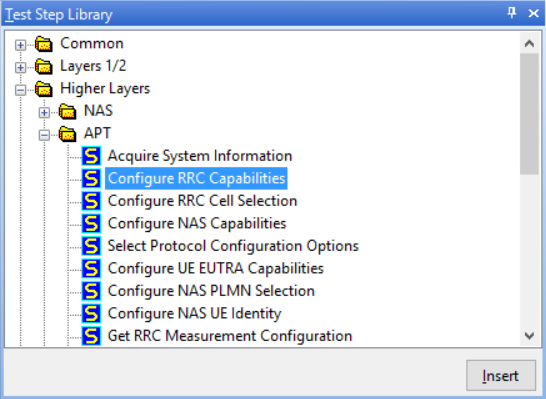 Test Step Library
Common
Layers 1/2
Higher Layers
NAS
APT
Acquire System Information
Configure RRC Capabilities
Configure RRC Cell Selection
Configure NAS Capabilities
Select Protocol Configuration Options
Configure UE EUTRA Capabilities
Configure NAS PLMN Selection
Configure NAS UE Identity
Get RRC Measurement Configuration
Insert